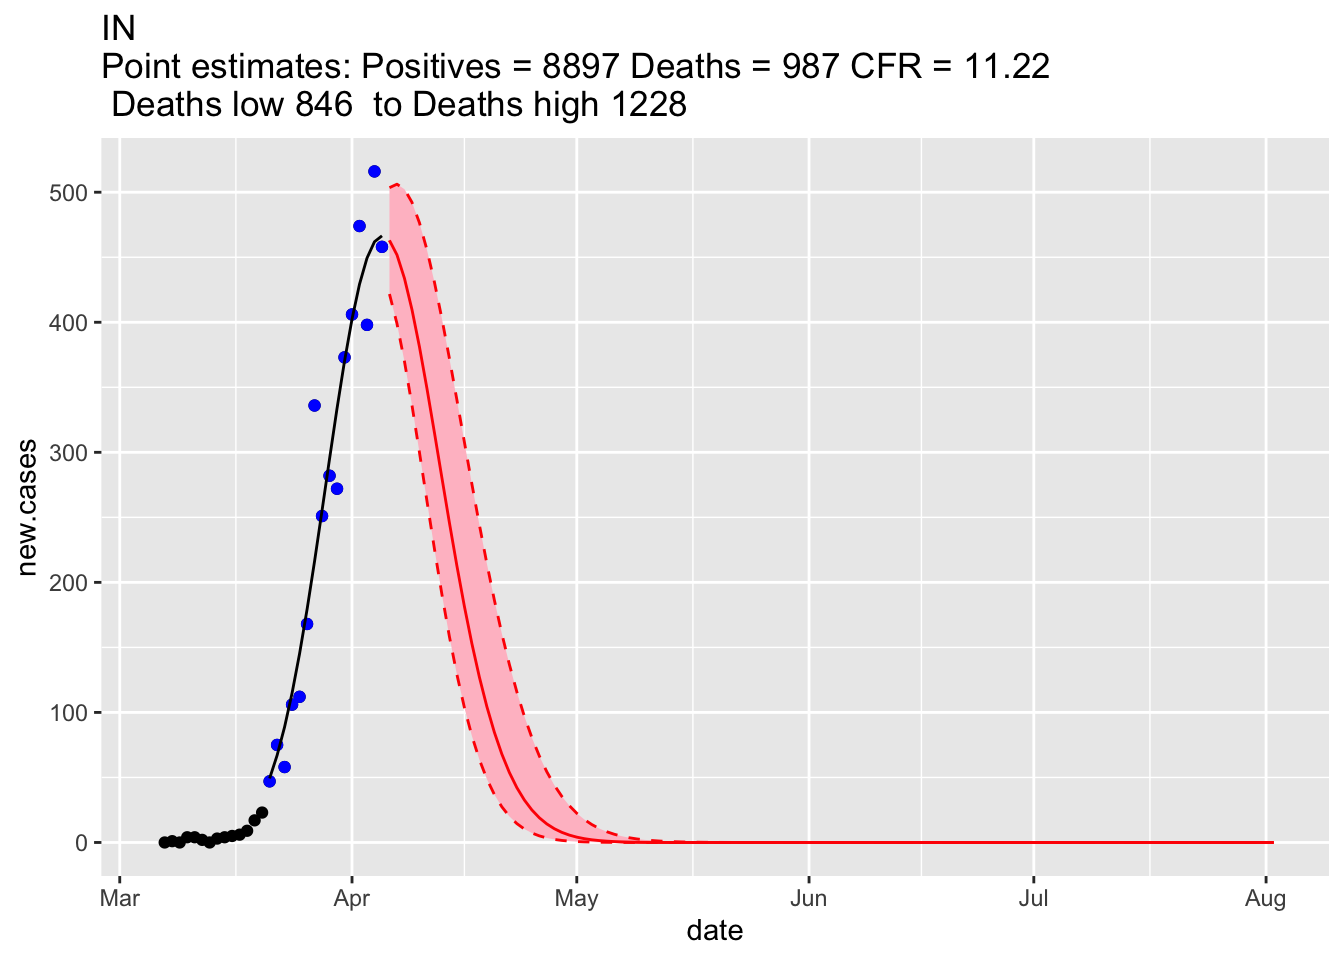 IN
Point estimates: Positives = 8897 Deaths = 987 CFR = 11.22
Deaths low 846  to Deaths high 1228
500
400
300
200
100
0
new.cases
Mar Apr May Jun Jul Aug
date